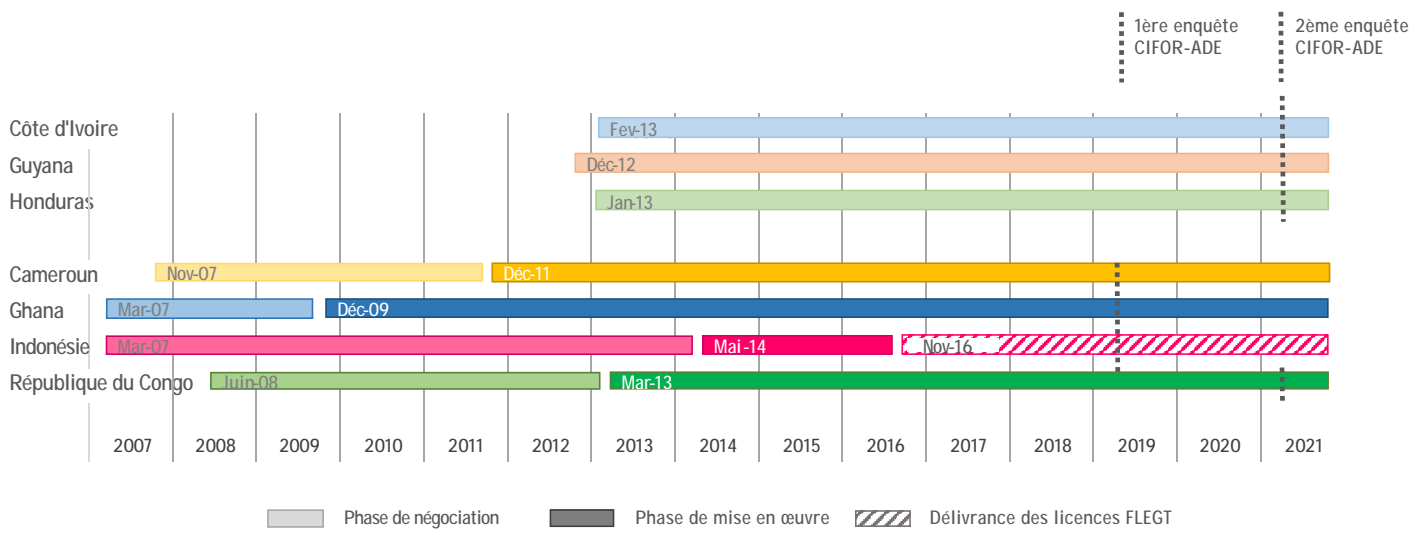 1ère enquête
CIFOR-ADE
2ème enquête
CIFOR-ADE
Côte d'Ivoire
Fev-13
Guyana
Déc-12
Honduras
Jan-13
Cameroun
Nov-07
Déc-11
Ghana
Mar-07
Déc-09
Indonésie
Mar-07
Mai -14
Nov-16
République du Congo
Juin-08
Mar-13
2007 2008 2009 2010 2011 2012 2013 2014 2015 2016 2017 2018 2019 2020 2021
Phase de négociation
Phase de mise en œuvre
Délivrance des licences FLEGT